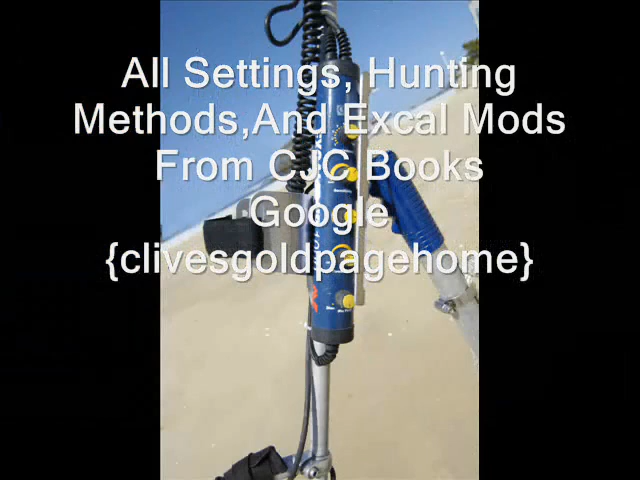 All Settings, Hunting
Methods,And Excal Mods
From CJC Books
Google
{clivesgoldpagehome}